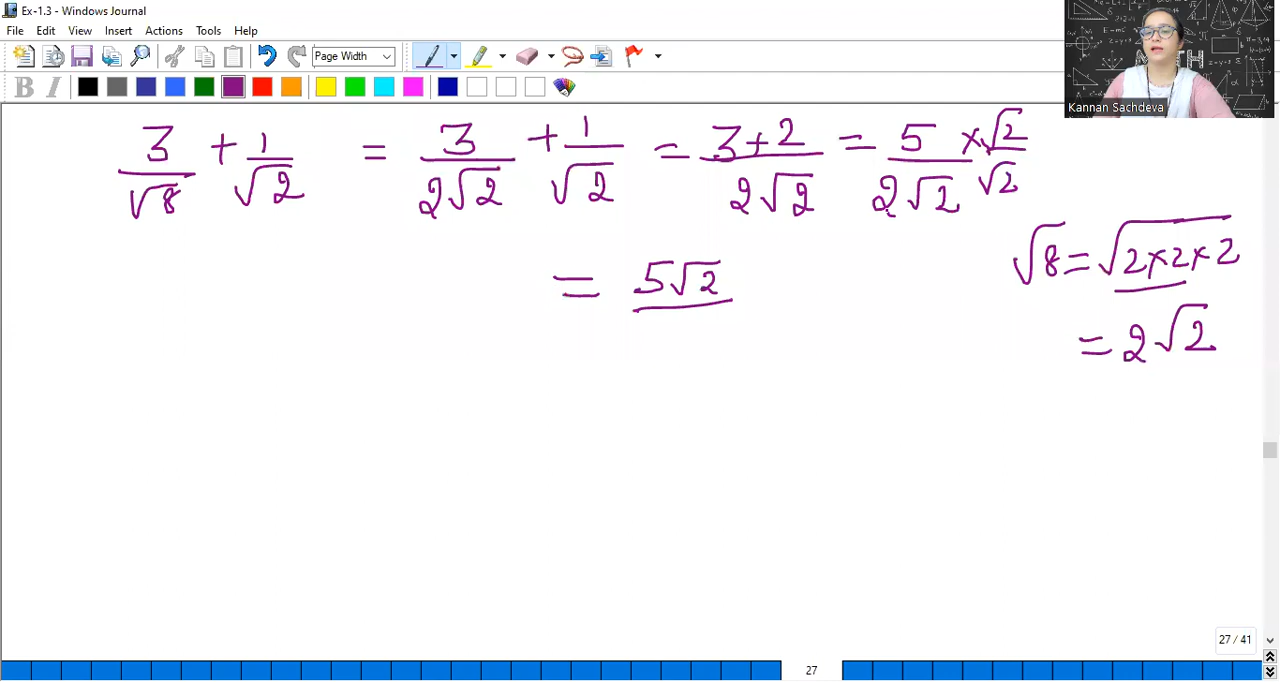 Ex-1.3 - Windows Journal
File Edit View Insert Actions Tools Help
Page Width
B I
Kannan Sachdeva
3/√8 + 1/√2 = 3/2√2 + 1/√2 = 3+2/2√2 = 5/2√2 × √2/√2
√8 = √2×2×2
= 5√2
= 2√2
27 / 41
27